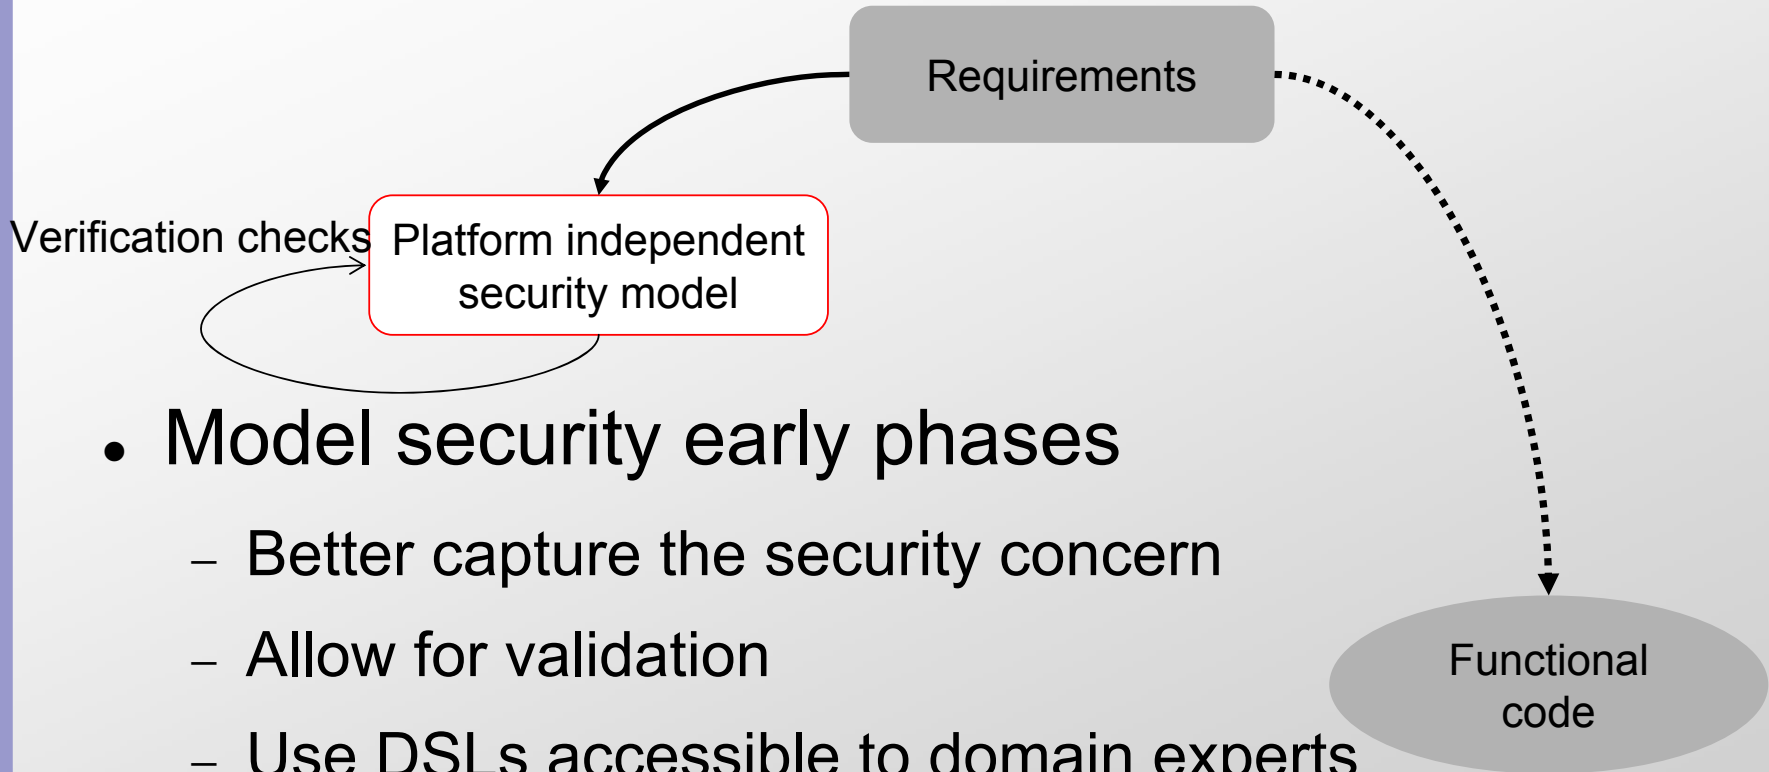 Requirements
Verification checks
Platform independent
security model
• Model security early phases
– Better capture the security concern
– Allow for validation
– Use DSLs accessible to domain experts
Functional
code